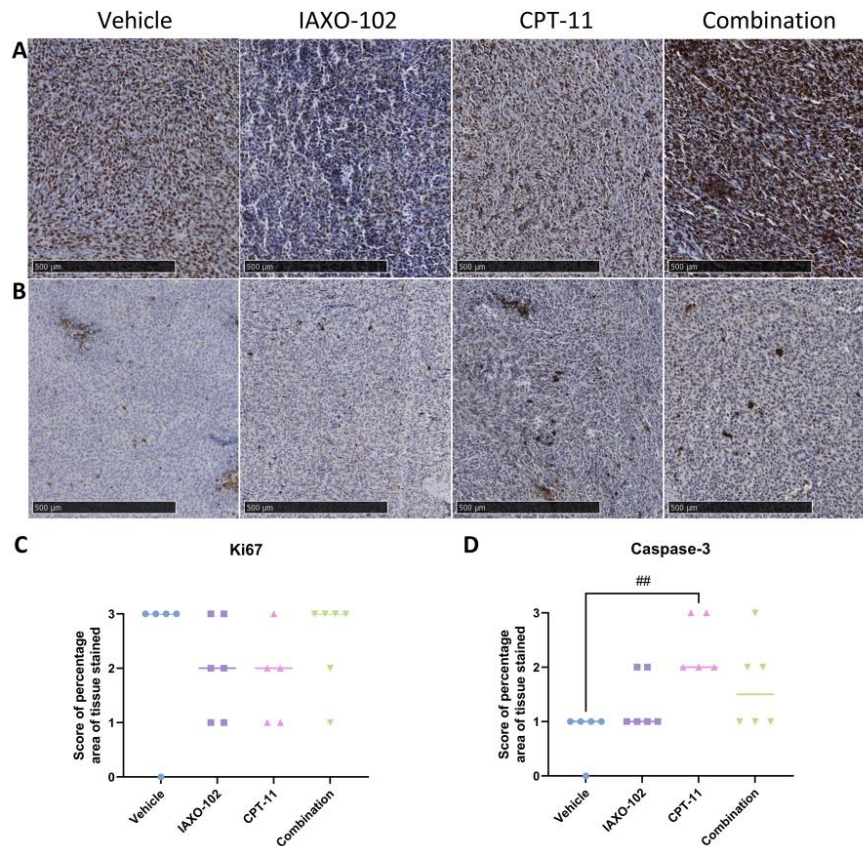 Vehicle IAXO-102 CPT-11 Combination
A
500 µm 500 µm 500 µm 500 µm
B
500 µm 500 µm 500 µm 500 µm
C
Ki67
Score of percentage
area of tissue stained
3
2
1
0
Vehicle
IAXO-102
CPT-11
Combination
D
Caspase-3
##
Score of percentage
area of tissue stained
3
2
1
0
Vehicle
IAXO-102
CPT-11
Combination